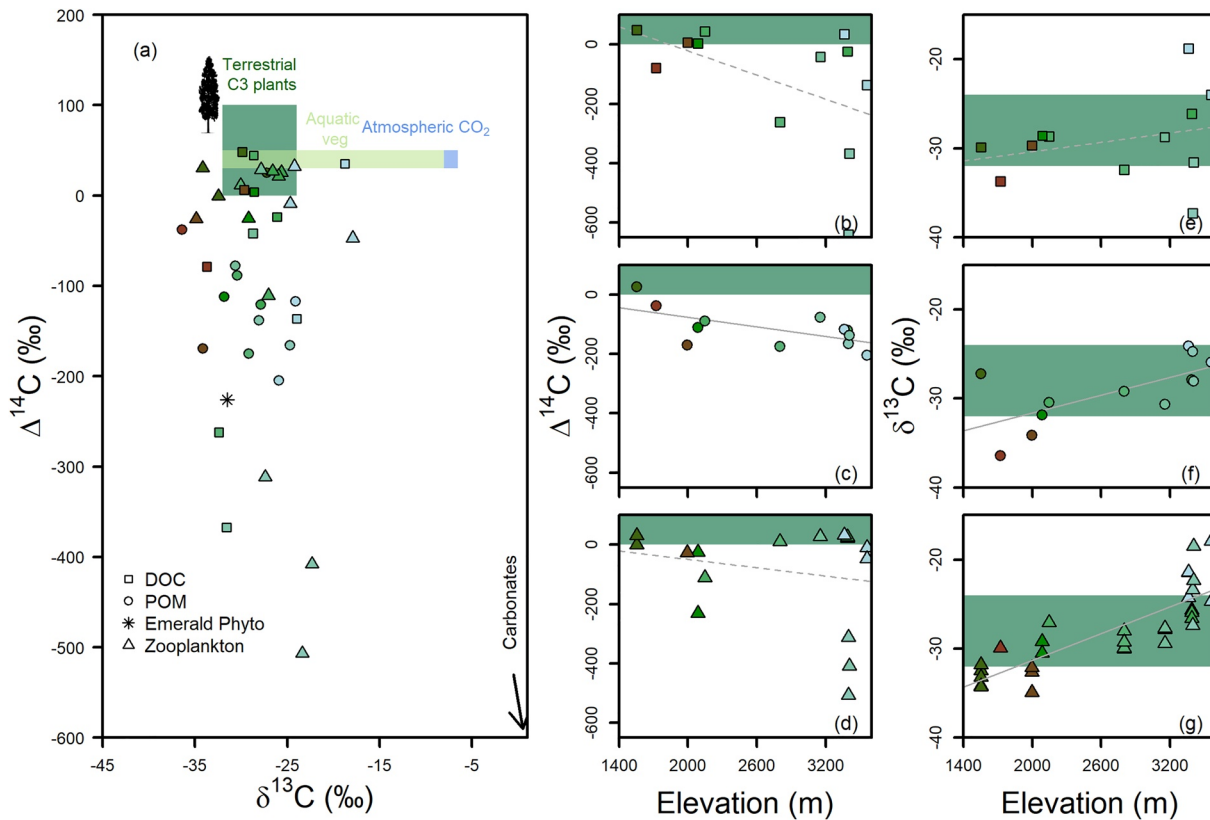 (a)
Terrestrial
C3 plants
Aquatic
veg
Atmospheric CO₂
200
100
0
-100
-200
-300
-400
-500
-600
Δ¹⁴C (‰)
DOC
POM
Emerald Phyto
Zooplankton
Carbonates
-45
-35
-25
-15
-5
δ¹³C (‰)
0
-200
-400
-600
(b)
0
-200
-400
-600
(c)
Δ¹⁴C (‰)
0
-200
-400
-600
(d)
1400
2000
2600
3200
Elevation (m)
-20
-30
-40
(e)
-20
-30
-40
(f)
δ¹³C (‰)
-20
-30
-40
(g)
1400
2000
2600
3200
Elevation (m)